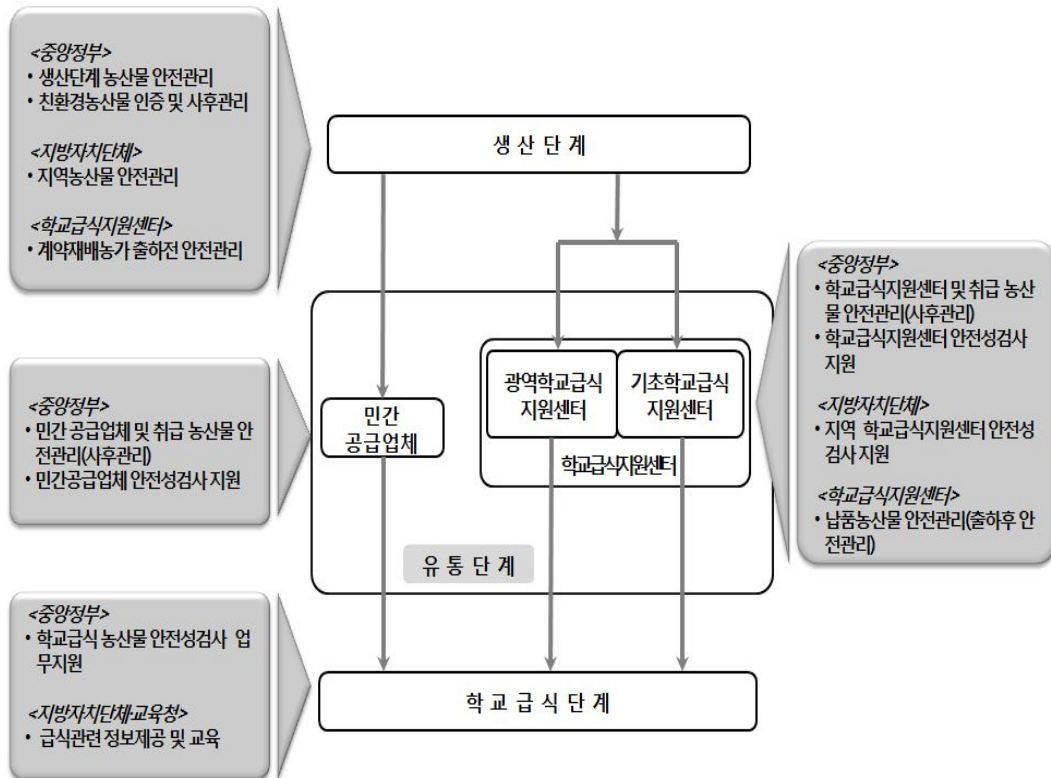 <중앙정부>
• 생산단계 농산물 안전관리
• 친환경농산물 인증 및 사후관리
<지방자치단체>
• 지역농산물 안전관리
<학교급식지원센터>
• 계약재배농가 출하전 안전관리
생 산 단 계
<중앙정부>
• 민간 공급업체 및 취급 농산물 안
전관리(사후관리)
• 민간공급업체 안전성검사 지원
민간
공급업체
광역학교급식
지원센터
기초학교급식
지원센터
학교급식지원센터
유 통 단 계
<중앙정부>
• 학교급식지원센터 및 취급 농산
물 안전관리(사후관리)
• 학교급식지원센터 안전성검사
지원
<지방자치단체>
• 지역 학교급식지원센터 안전성
검사 지원
<학교급식지원센터>
• 납품농산물 안전관리(출하후 안
전관리)
<중앙정부>
• 학교급식 농산물 안전성검사 업
무지원
<지방자치단체·교육청>
• 급식관련 정보제공 및 교육
학 교 급 식 단 계